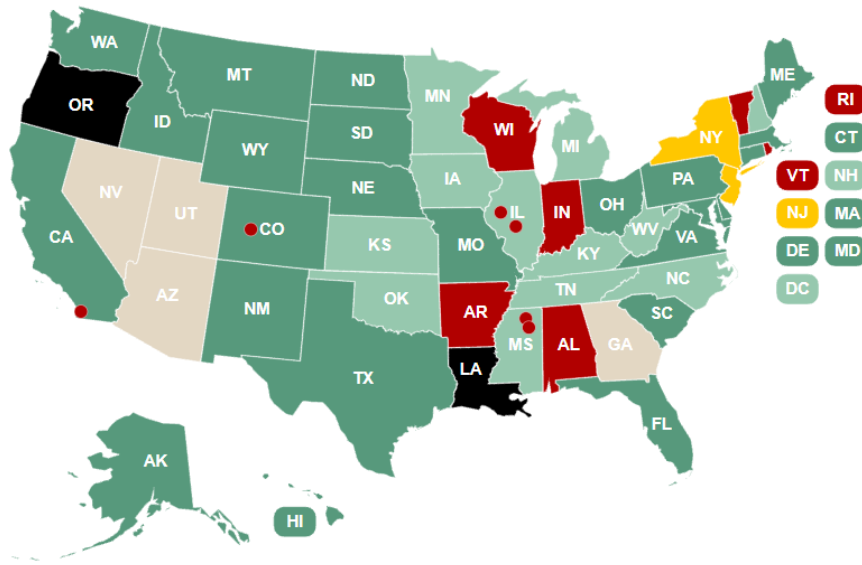 WA
ME
MT
ND
MN
RI
OR
ID
WI
NY
CT
SD
MI
WY
VT
NH
IA
PA
NE
NV
UT
IL
IN
OH
NJ
MA
CO
WV
CA
KS
MO
VA
DE
MD
KY
NC
DC
AZ
NM
OK
TN
AR
SC
MS
AL
GA
LA
TX
FL
AK
HI